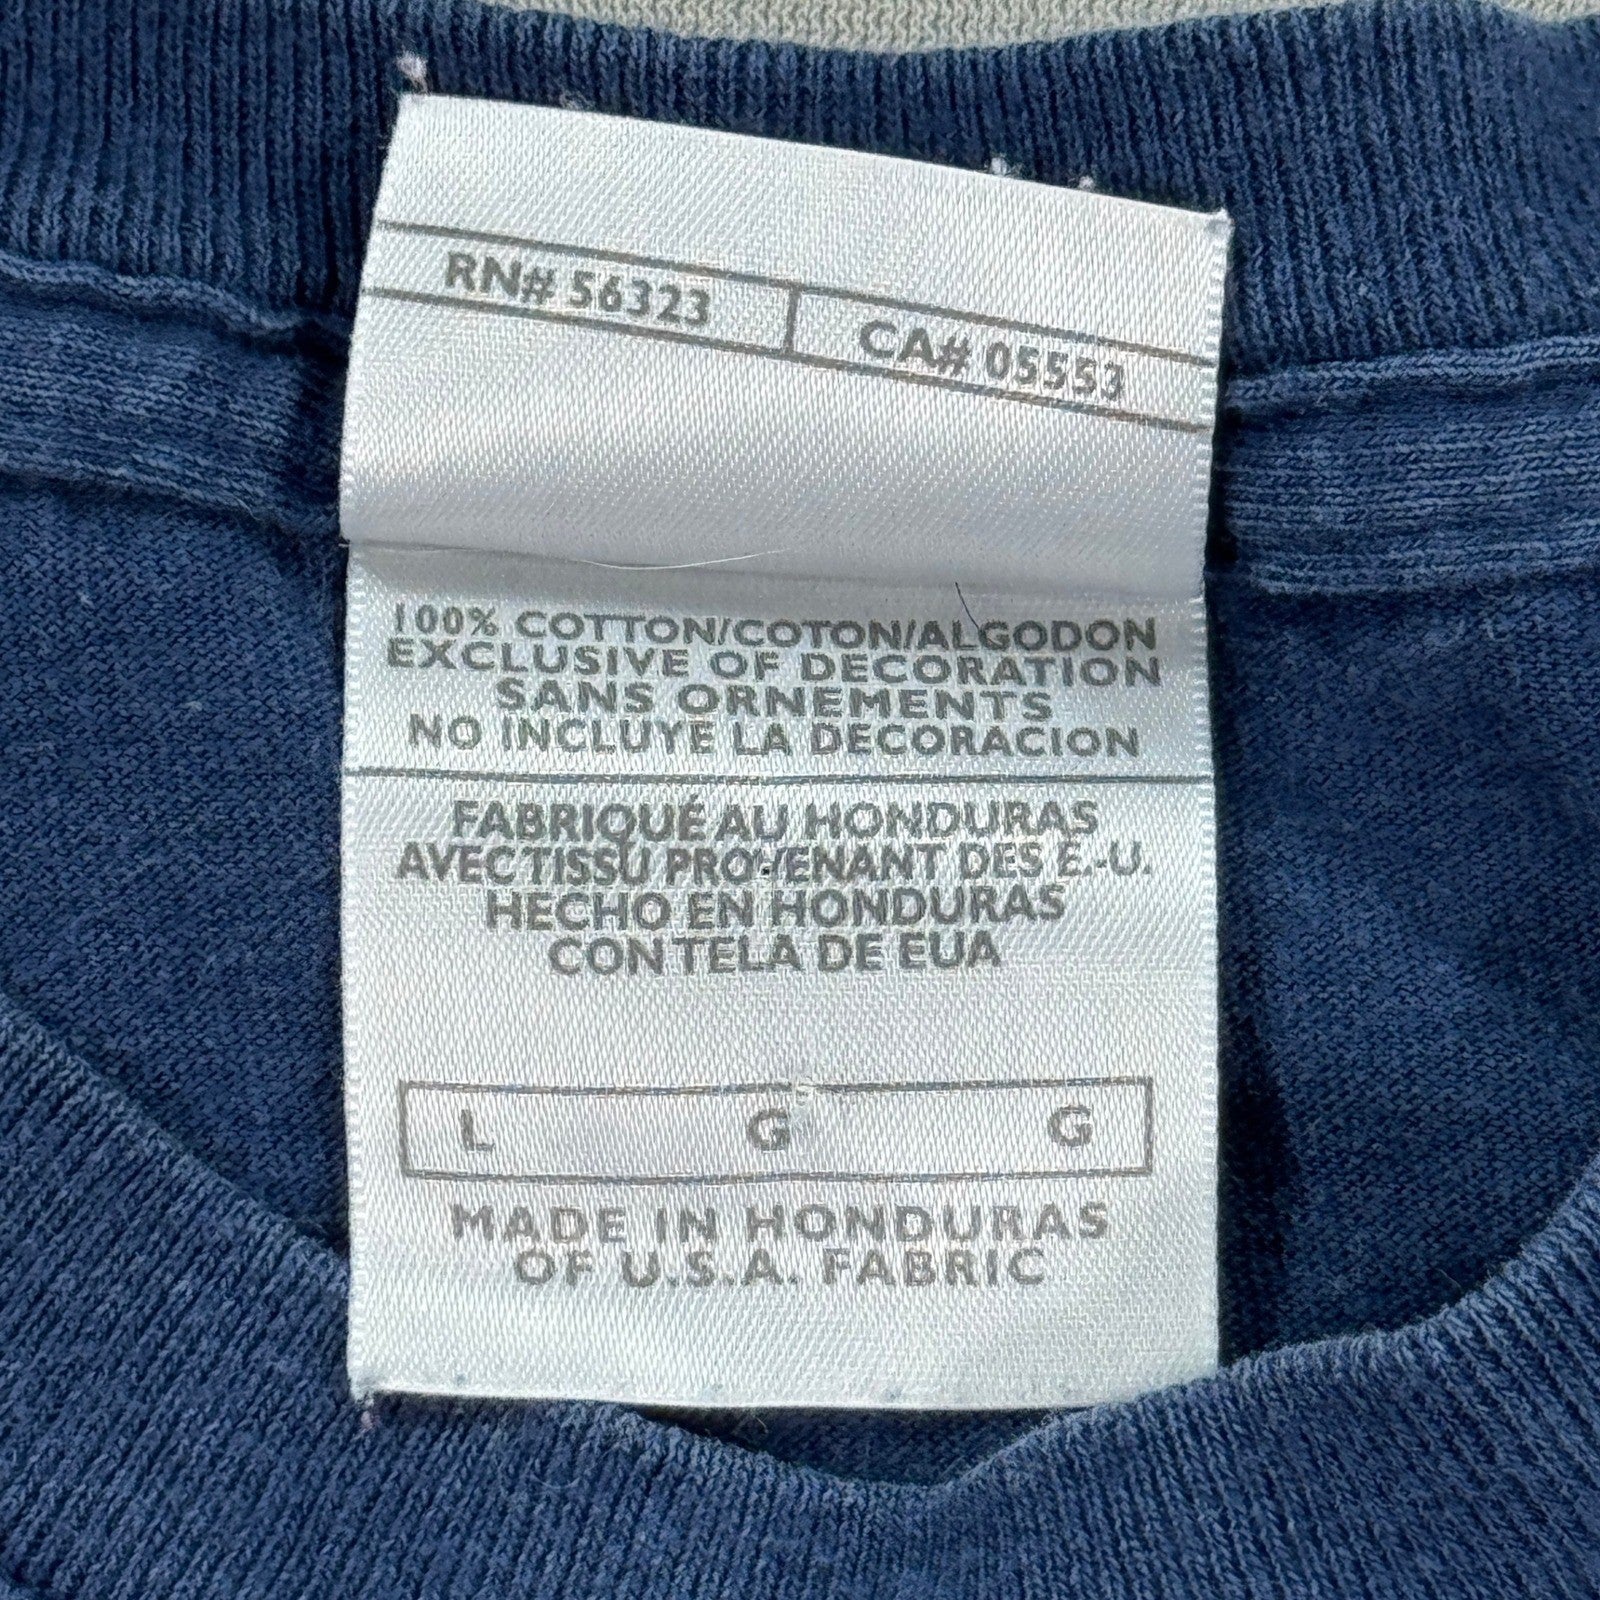 RN# 56323 CA# 05553
100% COTTON/COTON/ALGODON
EXCLUSIVE OF DECORATION
SANS ORNEMENTS
NO INCLUYE LA DECORACION
FABRIQUÉ AU HONDURAS
AVEC TISSU PROVENANT DES É.-U.
HECHO EN HONDURAS
CON TELA DE EUA
L G G
MADE IN HONDURAS
OF U.S.A. FABRIC